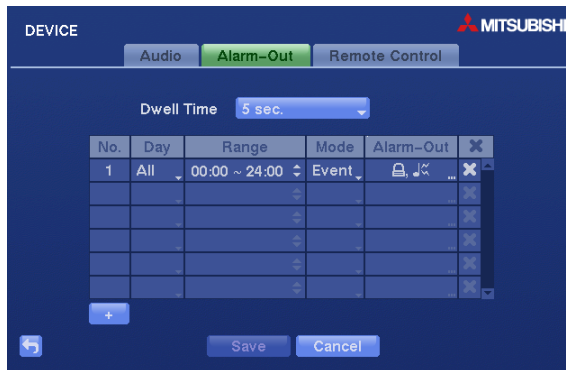 DEVICE
MITSUBISHI
Audio Alarm-Out Remote Control
Dwell Time 5 sec.
No. Day Range Mode Alarm-Out
1 All 00:00 ~ 24:00 Event
+
Save Cancel